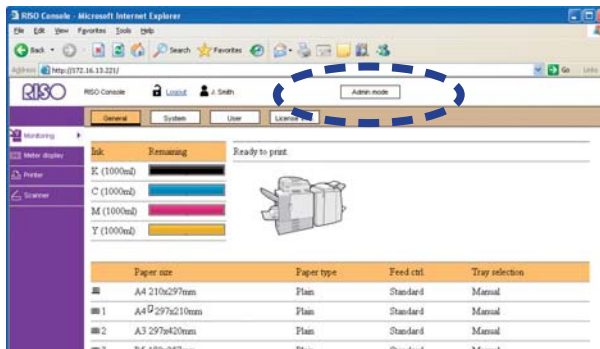 RISO Console - Microsoft Internet Explorer
File Edit View Favorites Tools Help
Back Search Favorites
Address http://172.16.13.221/ Go Links
RISO RISO Console Logout J. Smith Admin mode
General System User License
Monitoring
Meter display
Printer
Scanner
Ink Remaining Ready to print.
K (1000ml)
C (1000ml)
M (1000ml)
Y (1000ml)
Paper size Paper type Feed ctrl. Tray selection
A4 210x297mm Plain Standard Manual
1 A4 297x210mm Plain Standard Manual
2 A3 297x420mm Plain Standard Manual